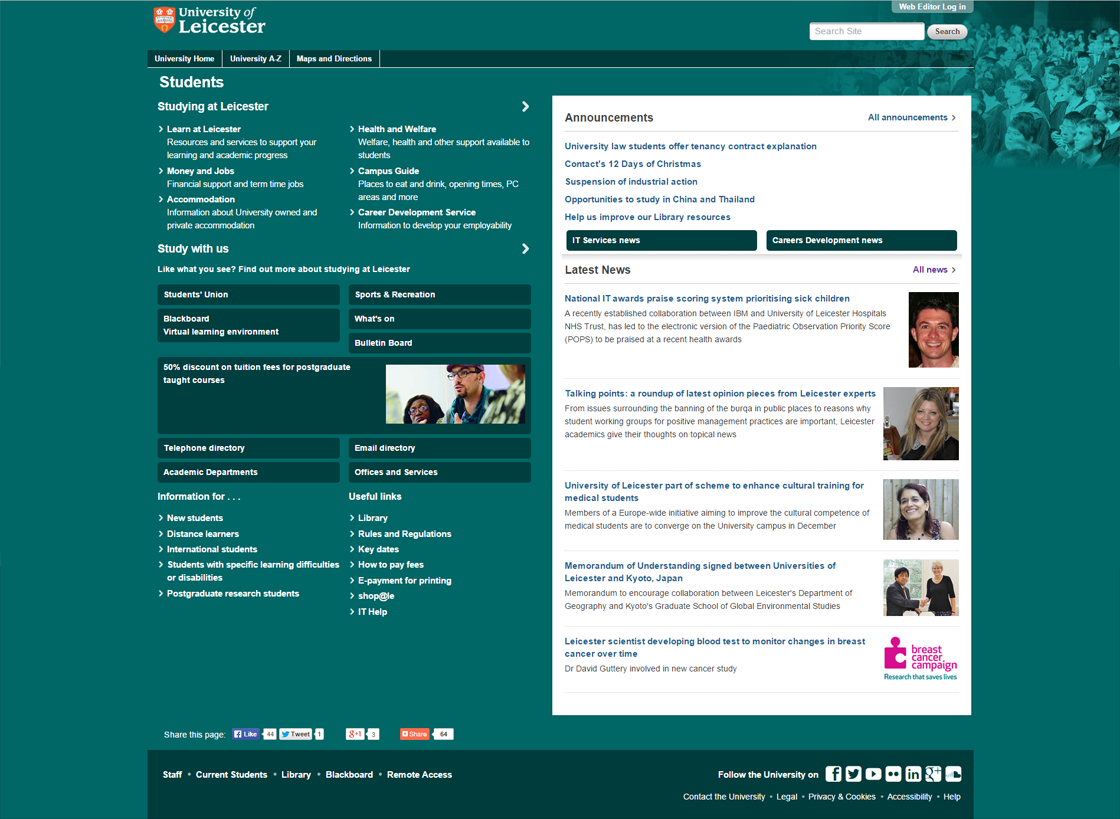 Web Editor Log in
University of
Leicester
Search Site
Search
University Home
University A-Z
Maps and Directions
Students
Studying at Leicester
Learn at Leicester
Resources and services to support your
learning and academic progress
Money and Jobs
Financial support and term time jobs
Accommodation
Information about University owned and
private accommodation
Health and Welfare
Welfare, health and other support available to
students
Campus Guide
Places to eat and drink, opening times, PC
areas and more
Career Development Service
Information to develop your employability
Study with us
Like what you see? Find out more about studying at Leicester
Students' Union
Sports & Recreation
Blackboard
Virtual learning environment
What's on
Bulletin Board
50% discount on tuition fees for postgraduate
taught courses
Telephone directory
Email directory
Academic Departments
Offices and Services
Information for . . .
New students
Distance learners
International students
Students with specific learning difficulties
or disabilities
Postgraduate research students
Useful links
Library
Rules and Regulations
Key dates
How to pay fees
E-payment for printing
shop@le
IT Help
Announcements
All announcements
University law students offer tenancy contract explanation
Contact's 12 Days of Christmas
Suspension of industrial action
Opportunities to study in China and Thailand
Help us improve our Library resources
IT Services news
Careers Development news
Latest News
All news
National IT awards praise scoring system prioritising sick children
A recently established collaboration between IBM and University of Leicester Hospitals
NHS Trust, has led to the electronic version of the Paediatric Observation Priority Score
(POPS) to be praised at a recent health awards
Talking points: a roundup of latest opinion pieces from Leicester experts
From issues surrounding the banning of the burqa in public places to reasons why
student working groups for positive management practices are important, Leicester
academics give their thoughts on topical news
University of Leicester part of scheme to enhance cultural training for
medical students
Members of a Europe-wide initiative aiming to improve the cultural competence of
medical students are to converge on the University campus in December
Memorandum of Understanding signed between Universities of
Leicester and Kyoto, Japan
Memorandum to encourage collaboration between Leicester's Department of
Geography and Kyoto's Graduate School of Global Environmental Studies
Leicester scientist developing blood test to monitor changes in breast
cancer over time
Dr David Guttery involved in new cancer study
breast
cancer
campaign
Research that saves lives
Share this page:
Like 44
Tweet 1
g+1 3
Share 64
Staff • Current Students • Library • Blackboard • Remote Access
Follow the University on
Contact the University • Legal • Privacy & Cookies • Accessibility • Help